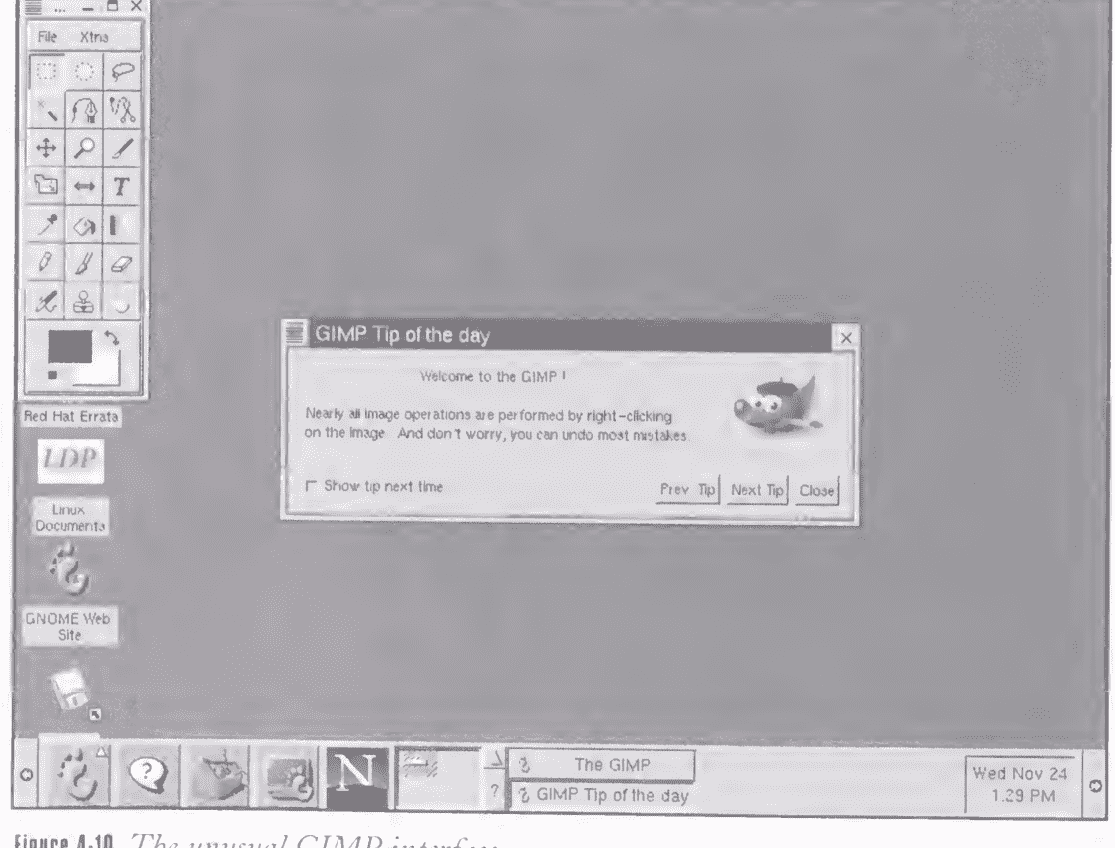 File Xtns
T
GIMP Tip of the day
Welcome to the GIMP !
Nearly all image operations are performed by right-clicking
on the image. And don't worry, you can undo most mistakes.
Show tip next time
Prev. Tip Next Tip Close
Red Hat Errata
LDP
Linux
Documenta
GNOME Web
Site
?
N
?
The GIMP
GIMP Tip of the day
Wed Nov 24
1:29 PM
Figure 4-10 The unusual GIMP interface